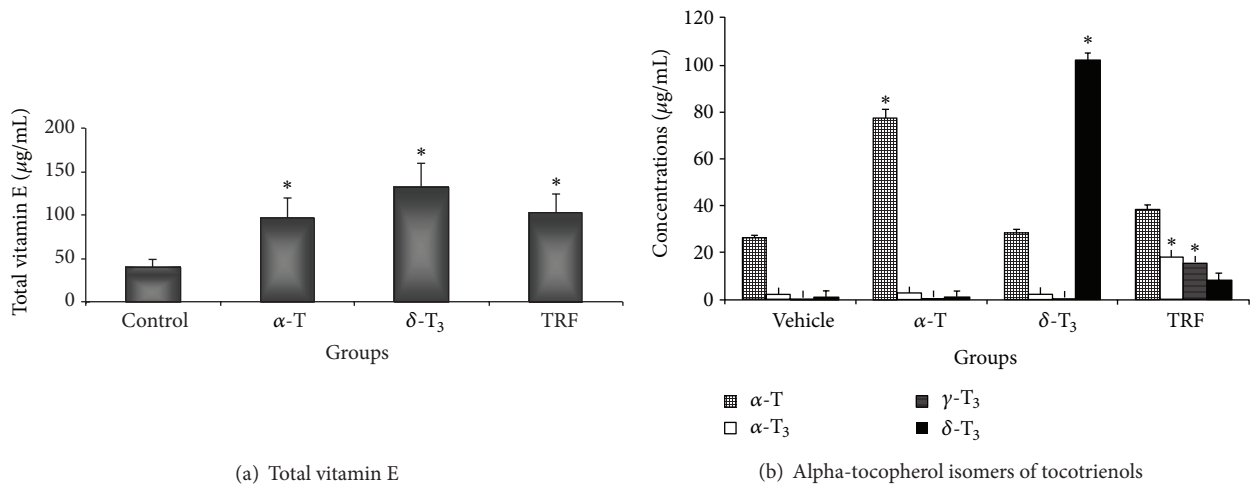 Total vitamin E (μg/mL)
200
150
100
50
0
*
*
*
Control
α-T
δ-T₃
TRF
Groups
(a) Total vitamin E
Concentrations (μg/mL)
120
100
80
60
40
20
0
*
*
* *
Vehicle
α-T
δ-T₃
TRF
Groups
α-T
α-T₃
γ-T₃
δ-T₃
(b) Alpha-tocopherol isomers of tocotrienols